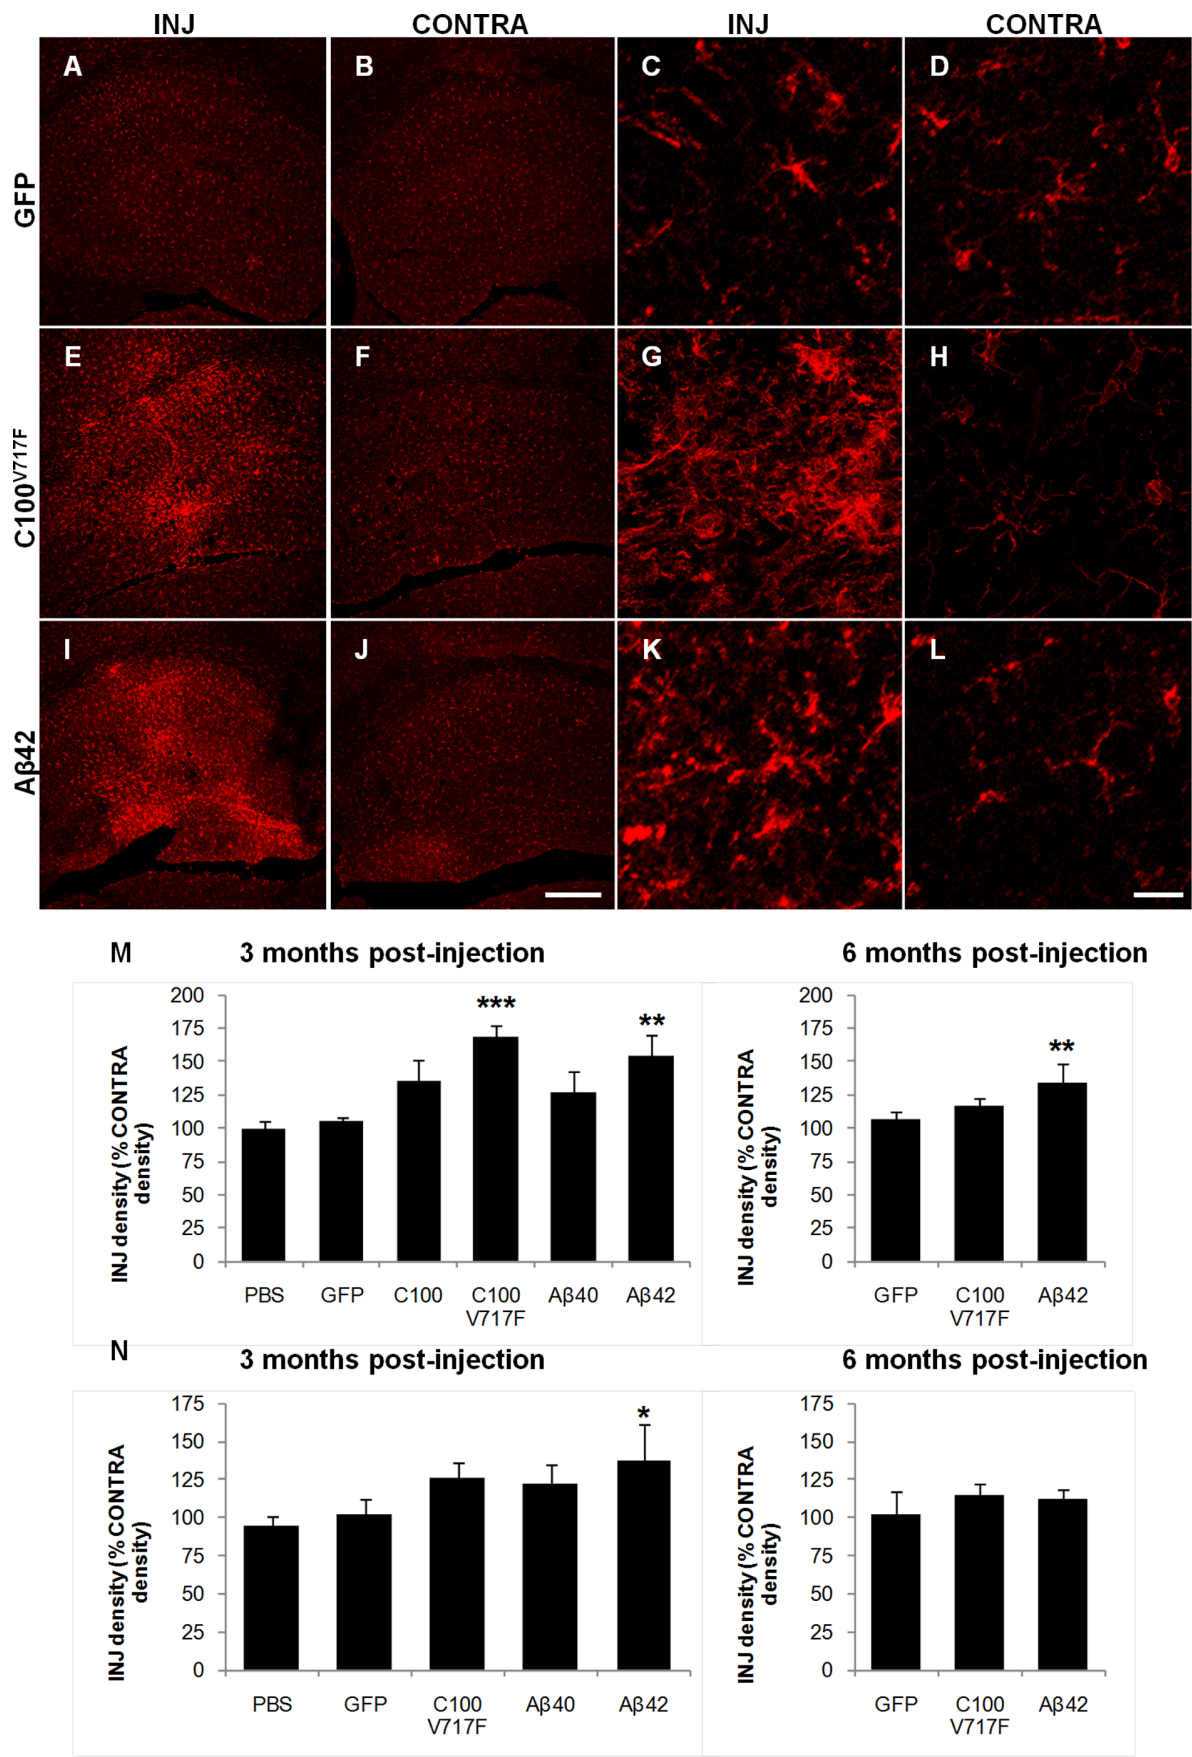 INJ CONTRA INJ CONTRA
A B C D
GFP
E F G H
C100V717F
I J K L
Aβ42
M 3 months post-injection 6 months post-injection
INJ density (% CONTRA
density)
200
175
150
125
100
75
50
25
0
*** **
PBS GFP C100 C100 Aβ40 Aβ42
V717F
INJ density (% CONTRA
density)
200
175
150
125
100
75
50
25
0
**
GFP C100 Aβ42
V717F
N 3 months post-injection 6 months post-injection
INJ density (% CONTRA
density)
175
150
125
100
75
50
25
0
*
PBS GFP C100 Aβ40 Aβ42
V717F
INJ density (% CONTRA
density)
175
150
125
100
75
50
25
0
GFP C100 Aβ42
V717F